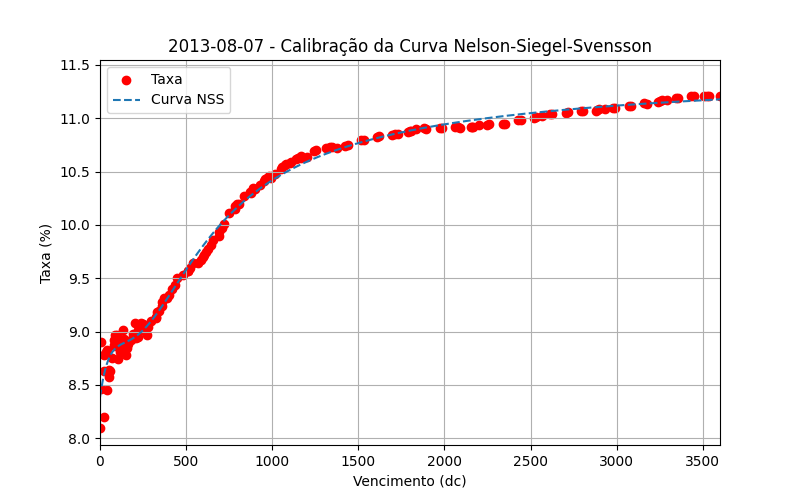 2013-08-07 - Calibração da Curva Nelson-Siegel-Svensson
Taxa
Curva NSS
Taxa (%)
11.5
11.0
10.5
10.0
9.5
9.0
8.5
8.0
0 500 1000 1500 2000 2500 3000 3500
Vencimento (dc)